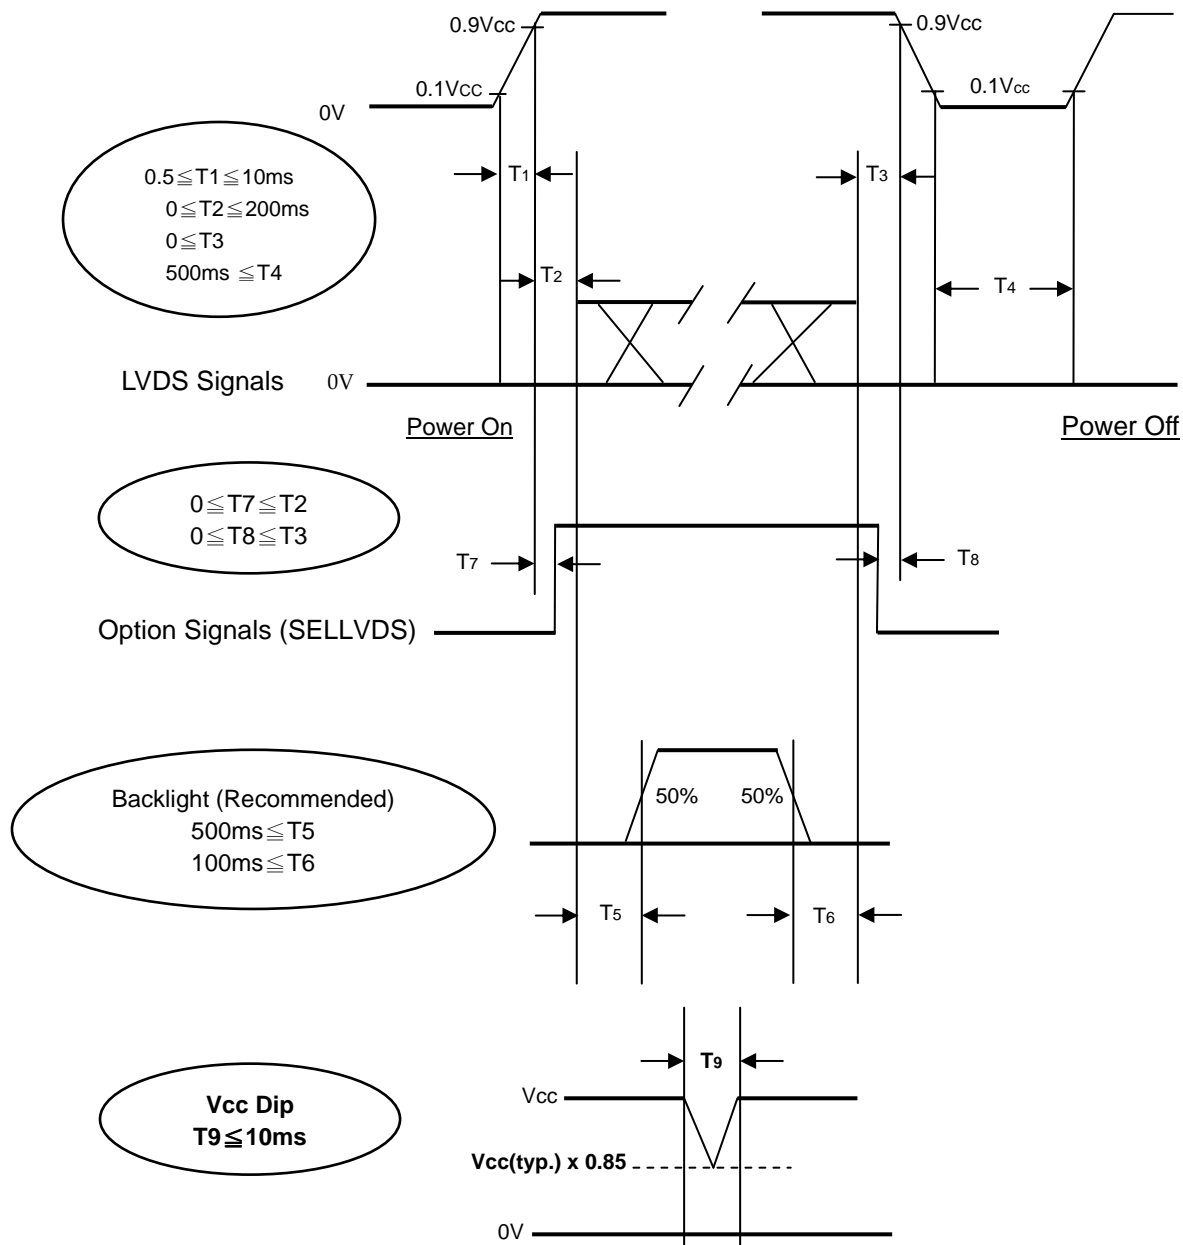 0.9Vcc
0.9Vcc
0.1Vcc
0.1Vcc
0V
0.5≦T1≦10ms
0≦T2≦200ms
0≦T3
500ms ≦T4
T1
T3
T2
T4
LVDS Signals 0V
Power On
Power Off
0≦T7≦T2
0≦T8≦T3
T7
T8
Option Signals (SELLVDS)
Backlight (Recommended)
500ms≦T5
100ms≦T6
50% 50%
T5
T6
T9
Vcc Dip
T9≦10ms
Vcc
Vcc(typ.) x 0.85
0V